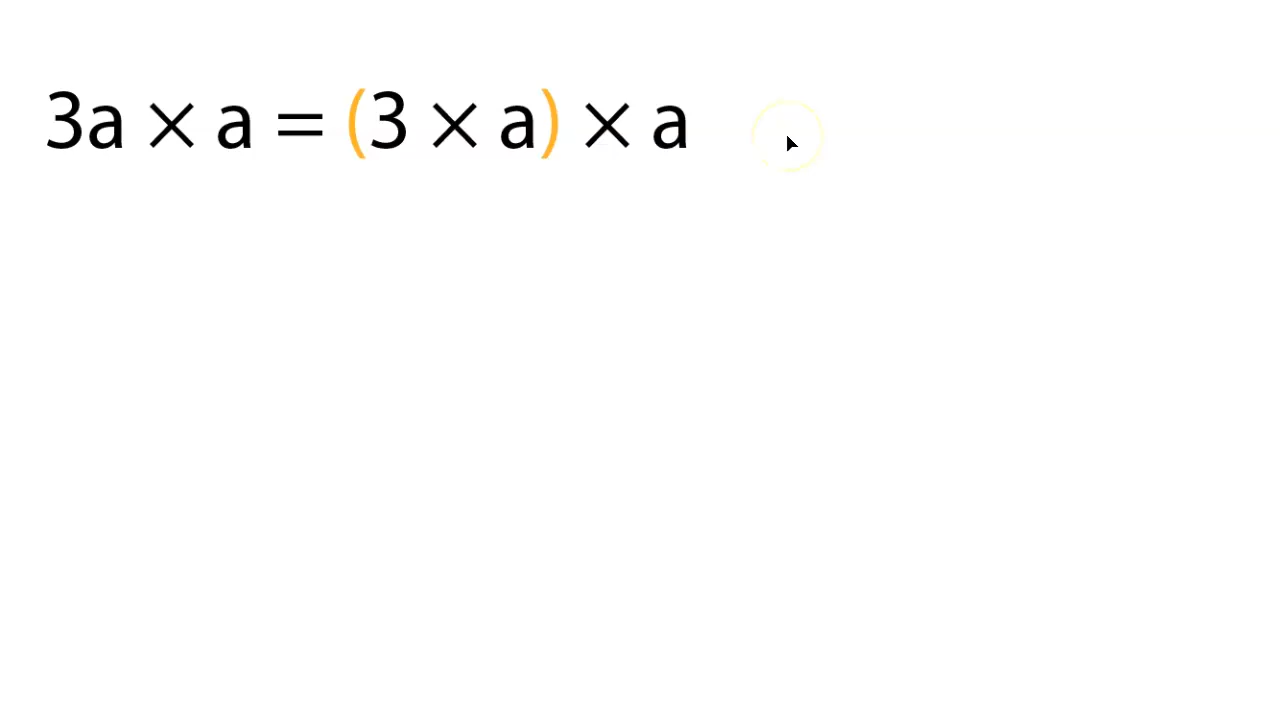 3a × a = (3 × a) × a